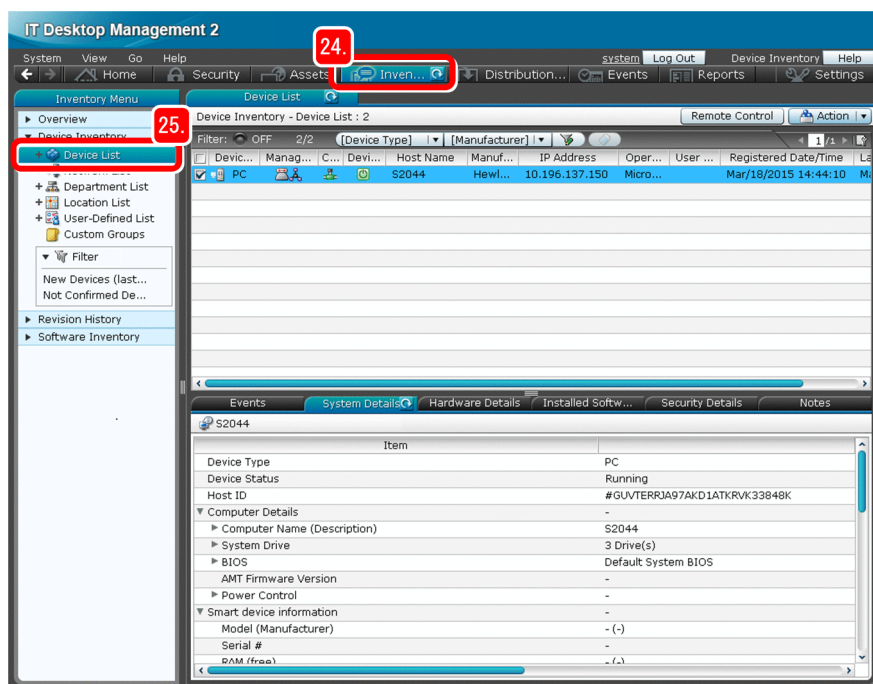 IT Desktop Management 2
24.
System View Go Help system Log Out Device Inventory Help
Home Security Assets Inven... Distribution... Events Reports Settings
Inventory Menu Device List
Overview Device Inventory - Device List : 2 Remote Control Action
25.
Device Inventory Filter: OFF 2/2 [Device Type] [Manufacturer] 1 /1
Device List Devic... Manag... C... Devi... Host Name Manuf... IP Address Oper... User ... Registered Date/Time La
PC S2044 Hewl... 10.196.137.150 Micro... Mar/18/2015 14:44:10
Department List
Location List
User-Defined List
Custom Groups
Filter
New Devices (last...
Not Confirmed De...
Revision History
Software Inventory
Events System Details Hardware Details Installed Softw... Security Details Notes
S2044
Item
Device Type PC
Device Status Running
Host ID #GUVTERRJA97AKD1ATKRVK33848K
Computer Details -
Computer Name (Description) S2044
System Drive 3 Drive(s)
BIOS Default System BIOS
AMT Firmware Version -
Power Control -
Smart device information -
Model (Manufacturer) - (-)
Serial # -
RAM (free) - (-)